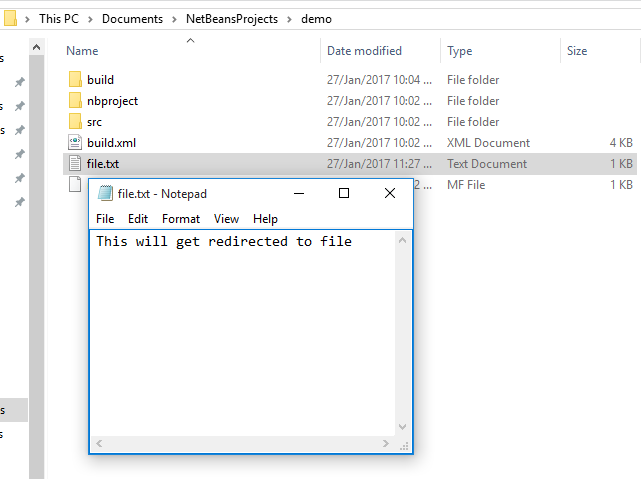 This PC > Documents > NetBeansProjects > demo
Name Date modified Type Size
build 27/Jan/2017 10:04 ... File folder
nbproject 27/Jan/2017 10:02 ... File folder
src 27/Jan/2017 10:02 ... File folder
build.xml 27/Jan/2017 10:02 ... XML Document 4 KB
file.txt 27/Jan/2017 11:27 ... Text Document 1 KB
2 ... MF File 1 KB
file.txt - Notepad
File Edit Format View Help
This will get redirected to file
s
s
s
s
s